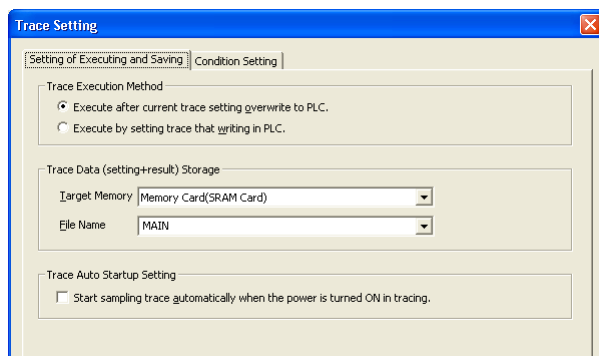 Trace Setting
Setting of Executing and Saving Condition Setting
Trace Execution Method
Execute after current trace setting overwrite to PLC.
Execute by setting trace that writing in PLC.
Trace Data (setting+result) Storage
Target Memory Memory Card(SRAM Card)
File Name MAIN
Trace Auto Startup Setting
Start sampling trace automatically when the power is turned ON in tracing.